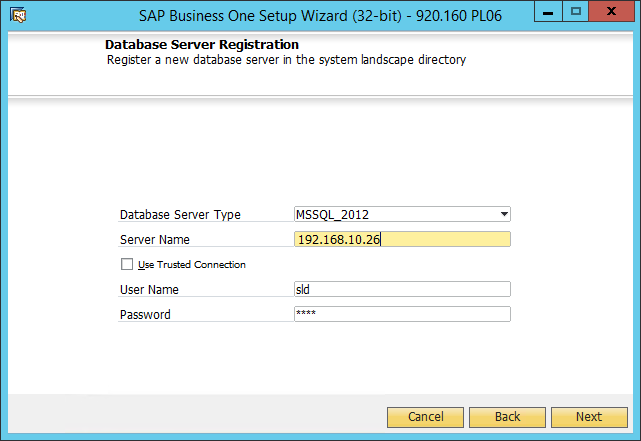 SAP Business One Setup Wizard (32-bit) - 920.160 PL06
Database Server Registration
Register a new database server in the system landscape directory
Database Server Type MSSQL_2012
Server Name 192.168.10.26
Use Trusted Connection
User Name sld
Password ****
Cancel Back Next